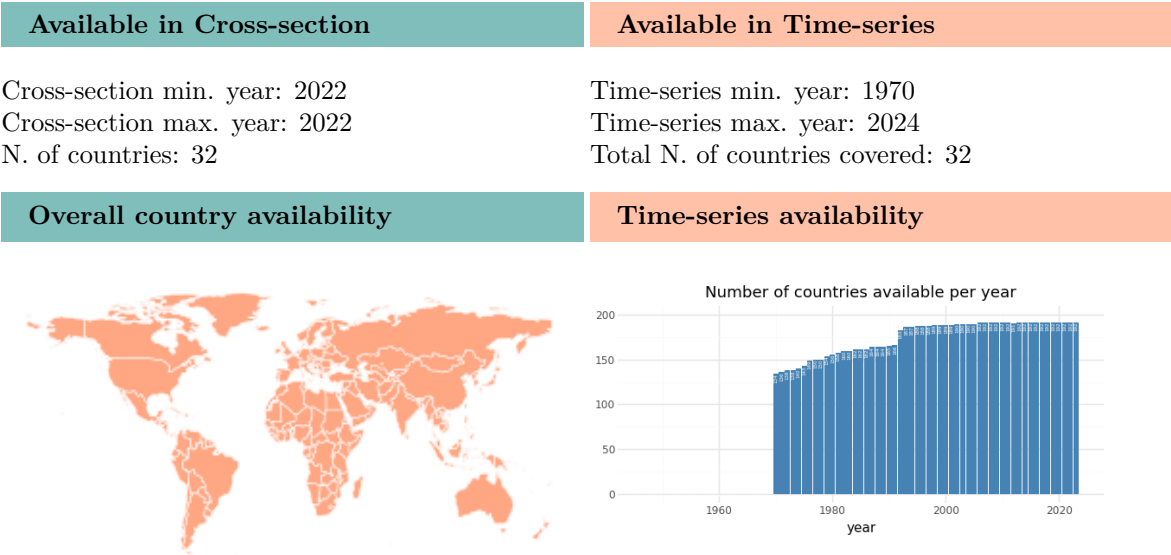 Available in Cross-section
Available in Time-series
Cross-section min. year: 2022
Cross-section max. year: 2022
N. of countries: 32
Time-series min. year: 1970
Time-series max. year: 2024
Total N. of countries covered: 32
Overall country availability
Time-series availability
Number of countries available per year
200
150
100
50
0
1960
1980
2000
2020
year